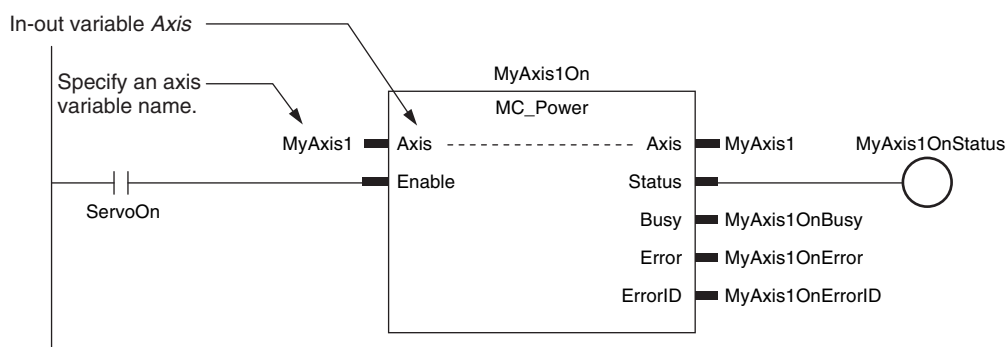 In-out variable Axis
Specify an axis
variable name.
MyAxis1On
MC_Power
MyAxis1 Axis Axis MyAxis1 MyAxis1OnStatus
Enable Status
ServoOn
Busy MyAxis1OnBusy
Error MyAxis1OnError
ErrorID MyAxis1OnErrorID